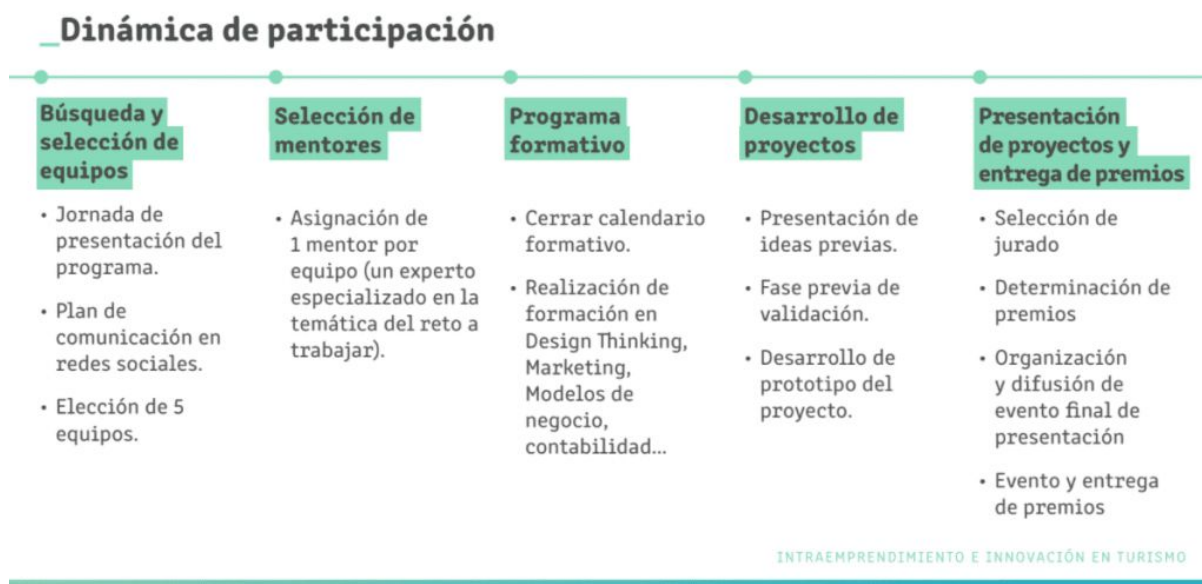 _Dinámica de participación
Búsqueda y
selección de
equipos
• Jornada de
presentación del
programa.
• Plan de
comunicación en
redes sociales.
• Elección de 5
equipos.
Selección de
mentores
• Asignación de
1 mentor por
equipo (un experto
especializado en la
temática del reto a
trabajar).
Programa
formativo
• Cerrar calendario
formativo.
• Realización de
formación en
Design Thinking,
Marketing,
Modelos de
negocio,
contabilidad...
Desarrollo de
proyectos
• Presentación de
ideas previas.
• Fase previa de
validación.
• Desarrollo de
prototipo del
proyecto.
Presentación
de proyectos y
entrega de premios
• Selección de
jurado
• Determinación de
premios
• Organización
y difusión de
evento final de
presentación
• Evento y entrega
de premios
INTRAEMPRENDIMIENTO E INNOVACIÓN EN TURISMO